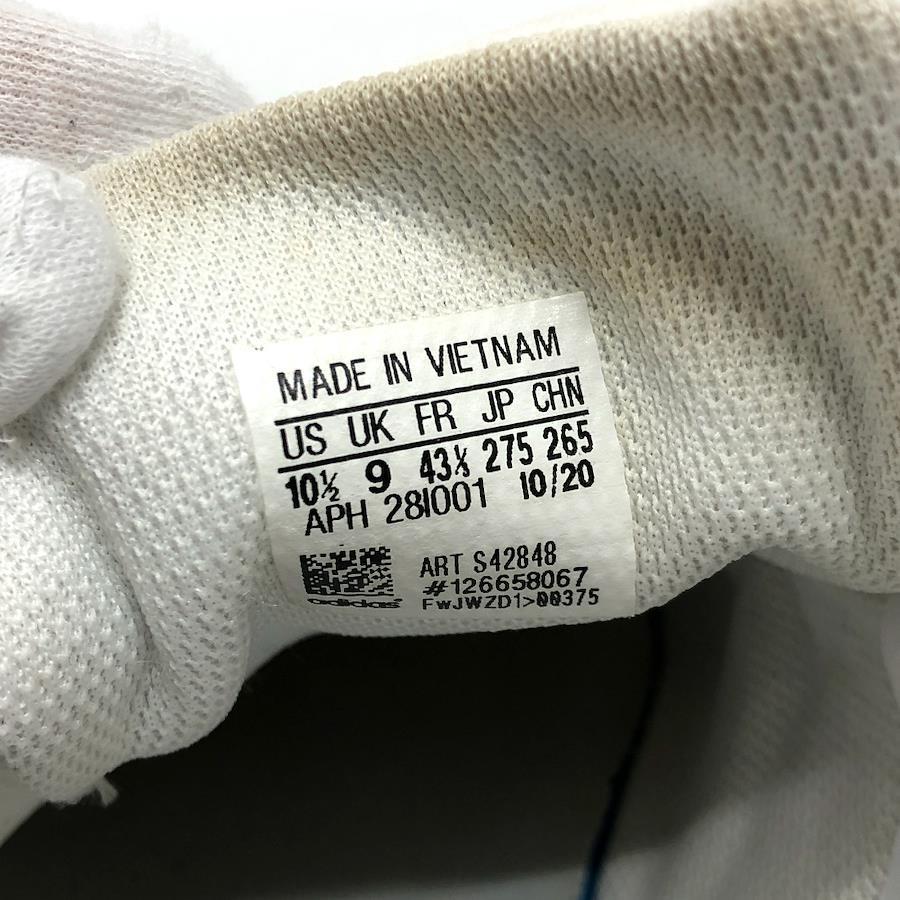 MADE IN VIETNAM
US UK FR JP CHN
10½ 9 43⅓ 275 265
APH 28I001 10/20
ART S42848
#126658067
FWJWZD1>00375
adidas